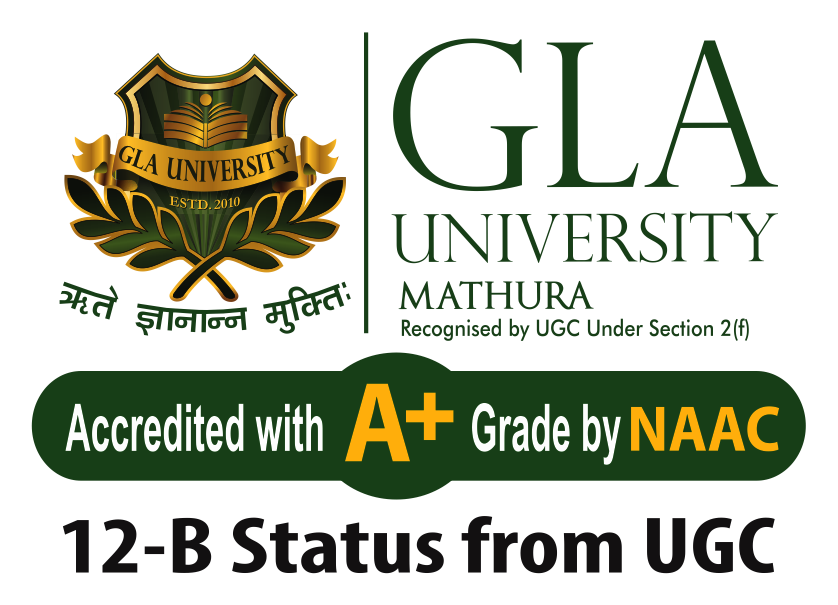 GLA UNIVERSITY
ESTD. 2010
ऋते ज्ञानान्न मुक्तिः
GLA
UNIVERSITY
MATHURA
Recognised by UGC Under Section 2(f)
Accredited with A+ Grade by NAAC
12-B Status from UGC